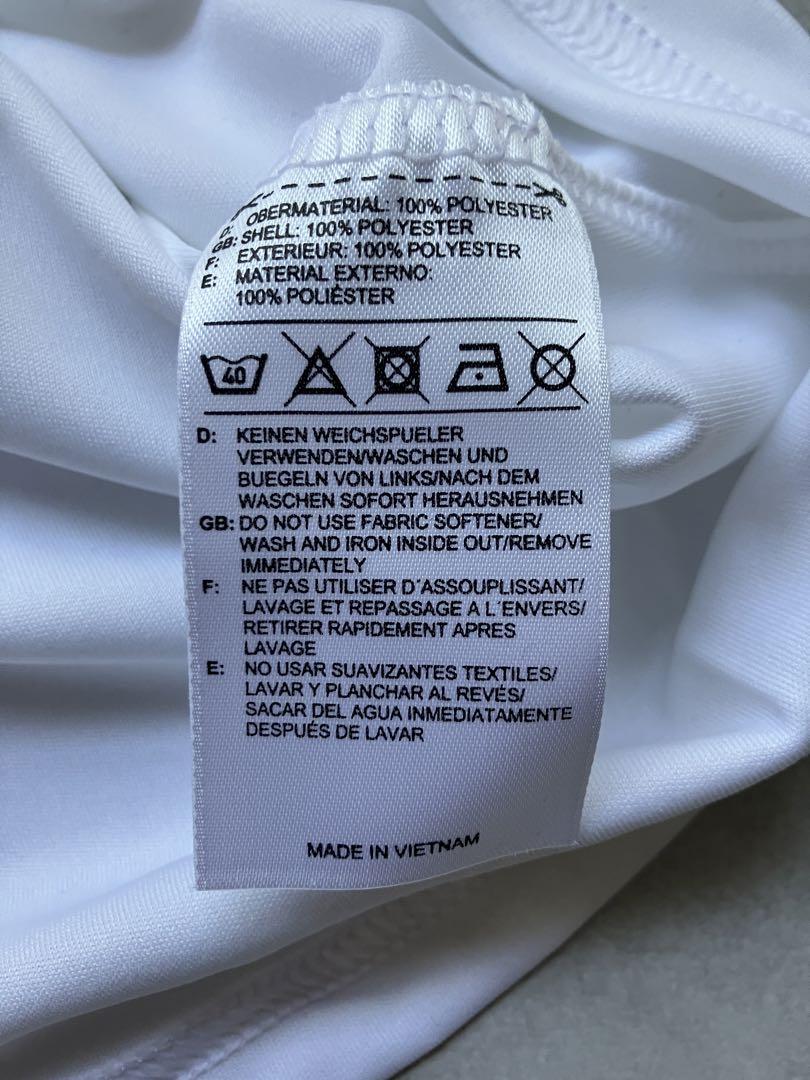 D: OBERMATERIAL: 100% POLYESTER
GB: SHELL: 100% POLYESTER
F: EXTERIEUR: 100% POLYESTER
E: MATERIAL EXTERNO:
100% POLIÉSTER
40
D: KEINEN WEICHSPUELER
VERWENDEN/WASCHEN UND
BUEGELN VON LINKS/NACH DEM
WASCHEN SOFORT HERAUSNEHMEN
GB: DO NOT USE FABRIC SOFTENER/
WASH AND IRON INSIDE OUT/REMOVE
IMMEDIATELY
F: NE PAS UTILISER D´ASSOUPLISSANT/
LAVAGE ET REPASSAGE A L´ENVERS/
RETIRER RAPIDEMENT APRES
LAVAGE
E: NO USAR SUAVIZANTES TEXTILES/
LAVAR Y PLANCHAR AL REVÉS/
SACAR DEL AGUA INMEDIATAMENTE
DESPUÉS DE LAVAR
MADE IN VIETNAM